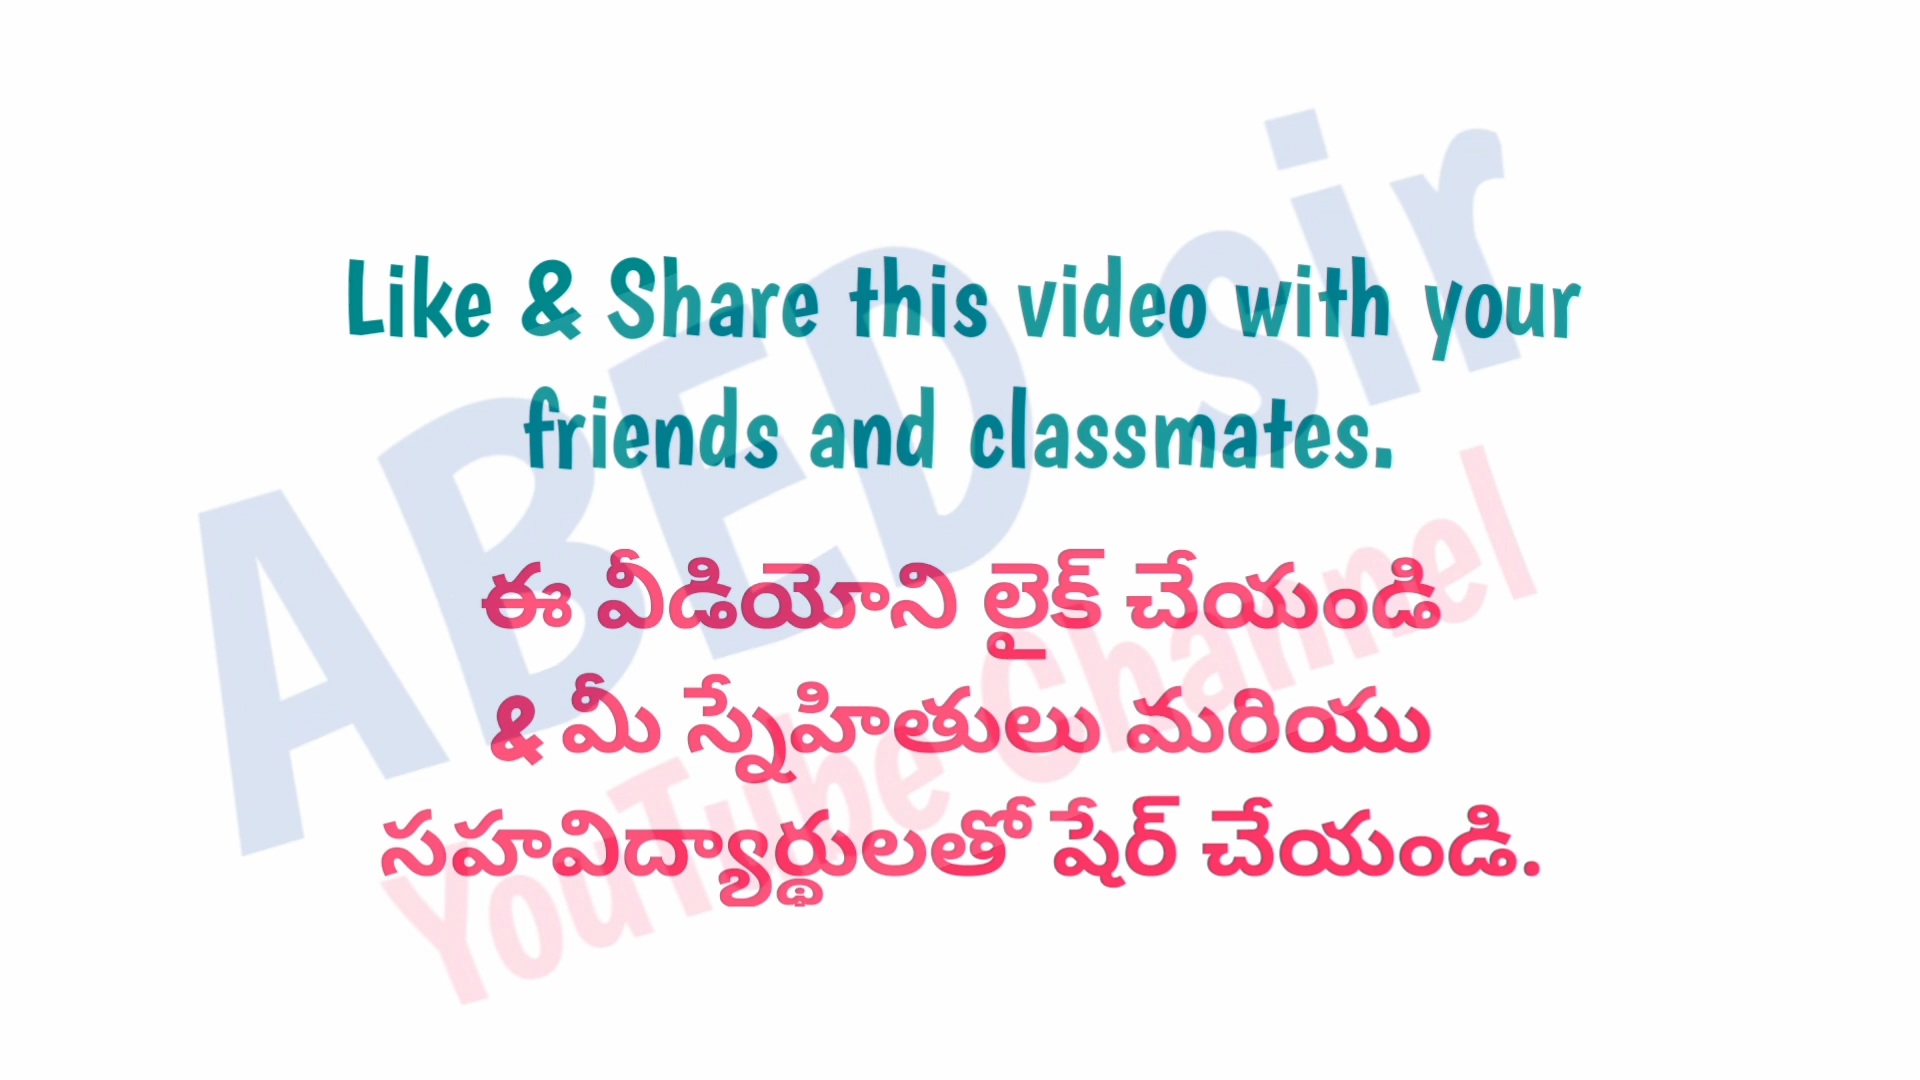 Like & Share this video with your
friends and classmates.
ఈ వీడియోని లైక్ చేయండి
& మీ స్నేహితులు మరియు
సహవిద్యార్థులతో షేర్ చేయండి.
ABED sir
YouTube Channel